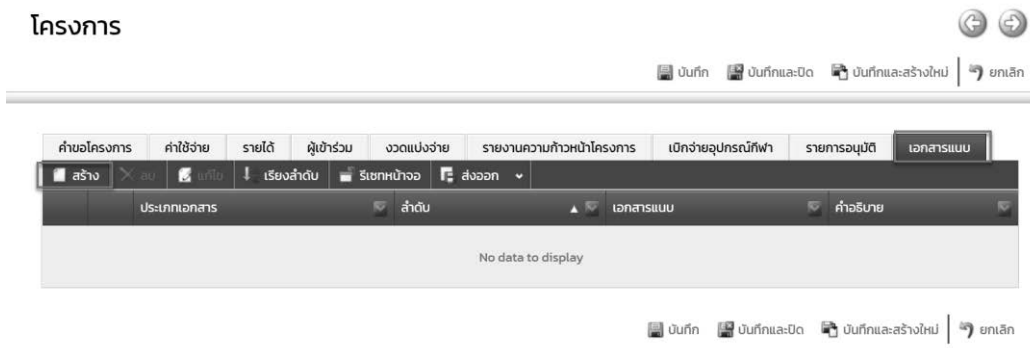 โครงการ
บันทึก บันทึกและปิด บันทึกและสร้างใหม่ ยกเลิก
คำขอโครงการ ค่าใช้จ่าย รายได้ ผู้เข้าร่วม งวดแบ่งจ่าย รายงานความก้าวหน้าโครงการ เบิกจ่ายอุปกรณ์กีฬา รายการอนุมัติ เอกสารแนบ
สร้าง ลบ แก้ไข เรียงลำดับ รีเซทหน้าจอ ส่งออก
ประเภทเอกสาร ลำดับ เอกสารแนบ คำอธิบาย
No data to display
บันทึก บันทึกและปิด บันทึกและสร้างใหม่ ยกเลิก